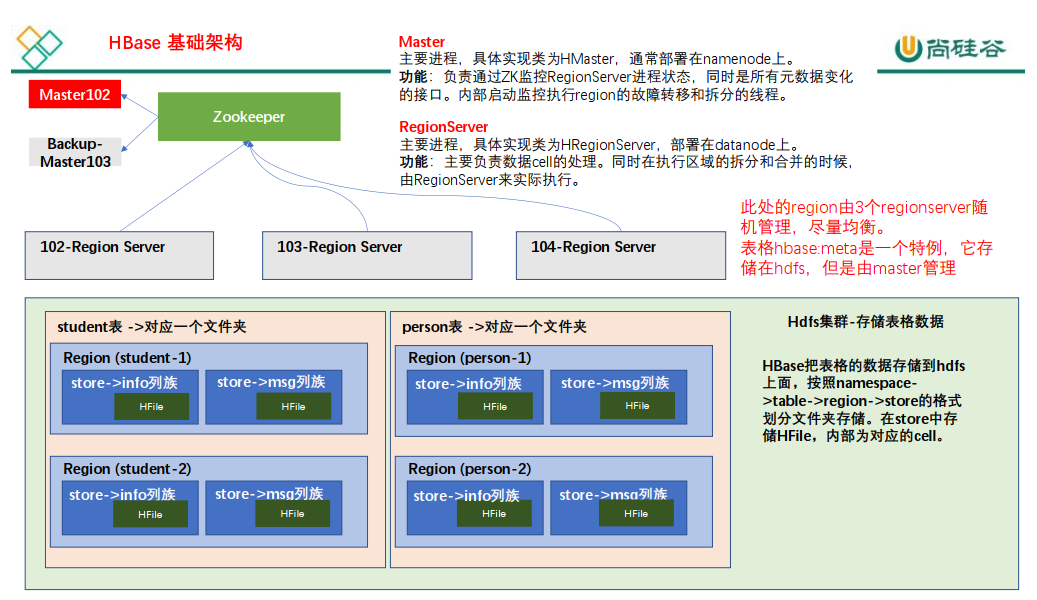 HBase 基础架构
尚硅谷
Master
主要进程，具体实现类为HMaster，通常部署在namenode上。
功能：负责通过ZK监控RegionServer进程状态，同时是所有元数据变化
的接口。内部启动监控执行region的故障转移和拆分的线程。
RegionServer
主要进程，具体实现类为HRegionServer，部署在datanode上。
功能：主要负责数据cell的处理。同时在执行区域的拆分和合并的时候，
由RegionServer来实际执行。
Master102
Zookeeper
Backup-
Master103
此处的region由3个regionserver随
机管理，尽量均衡。
表格hbase:meta是一个特例，它存
储在hdfs，但是由master管理
102-Region Server
103-Region Server
104-Region Server
student表 ->对应一个文件夹
Region (student-1)
store->info列族
HFile
store->msg列族
HFile
Region (student-2)
store->info列族
HFile
store->msg列族
HFile
person表 ->对应一个文件夹
Region (person-1)
store->info列族
HFile
store->msg列族
HFile
Region (person-2)
store->info列族
HFile
store->msg列族
HFile
Hdfs集群-存储表格数据
HBase把表格的数据存储到hdfs
上面，按照namespace-
>table->region->store的格式
划分文件夹存储。在store中存
储HFile，内部为对应的cell。